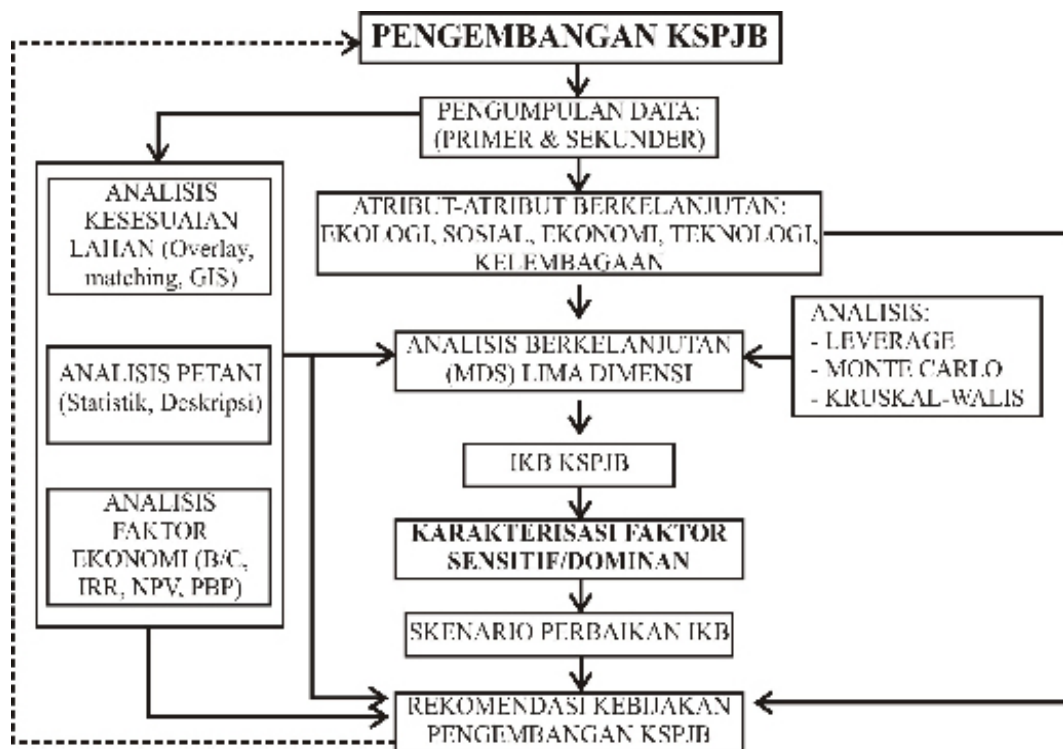 PENGEMBANGAN KSPJB
PENGUMPULAN DATA:
(PRIMER & SEKUNDER)
ANALISIS
KESESUAIAN
LAHAN (Overlay,
matching, GIS)
ANALISIS PETANI
(Statistik, Deskripsi)
ANALISIS
FAKTOR
EKONOMI (B/C,
IRR, NPV, PBP)
ATRIBUT-ATRIBUT BERKELANJUTAN:
EKOLOGI, SOSIAL, EKONOMI, TEKNOLOGI,
KELEMBAGAAN
ANALISIS BERKELANJUTAN
(MDS) LIMA DIMENSI
ANALISIS:
- LEVERAGE
- MONTE CARLO
- KRUSKAL-WALIS
IKB KSPJB
KARAKTERISASI FAKTOR
SENSITIF/DOMINAN
SKENARIO PERBAIKAN IKB
REKOMENDASI KEBIJAKAN
PENGEMBANGAN KSPJB